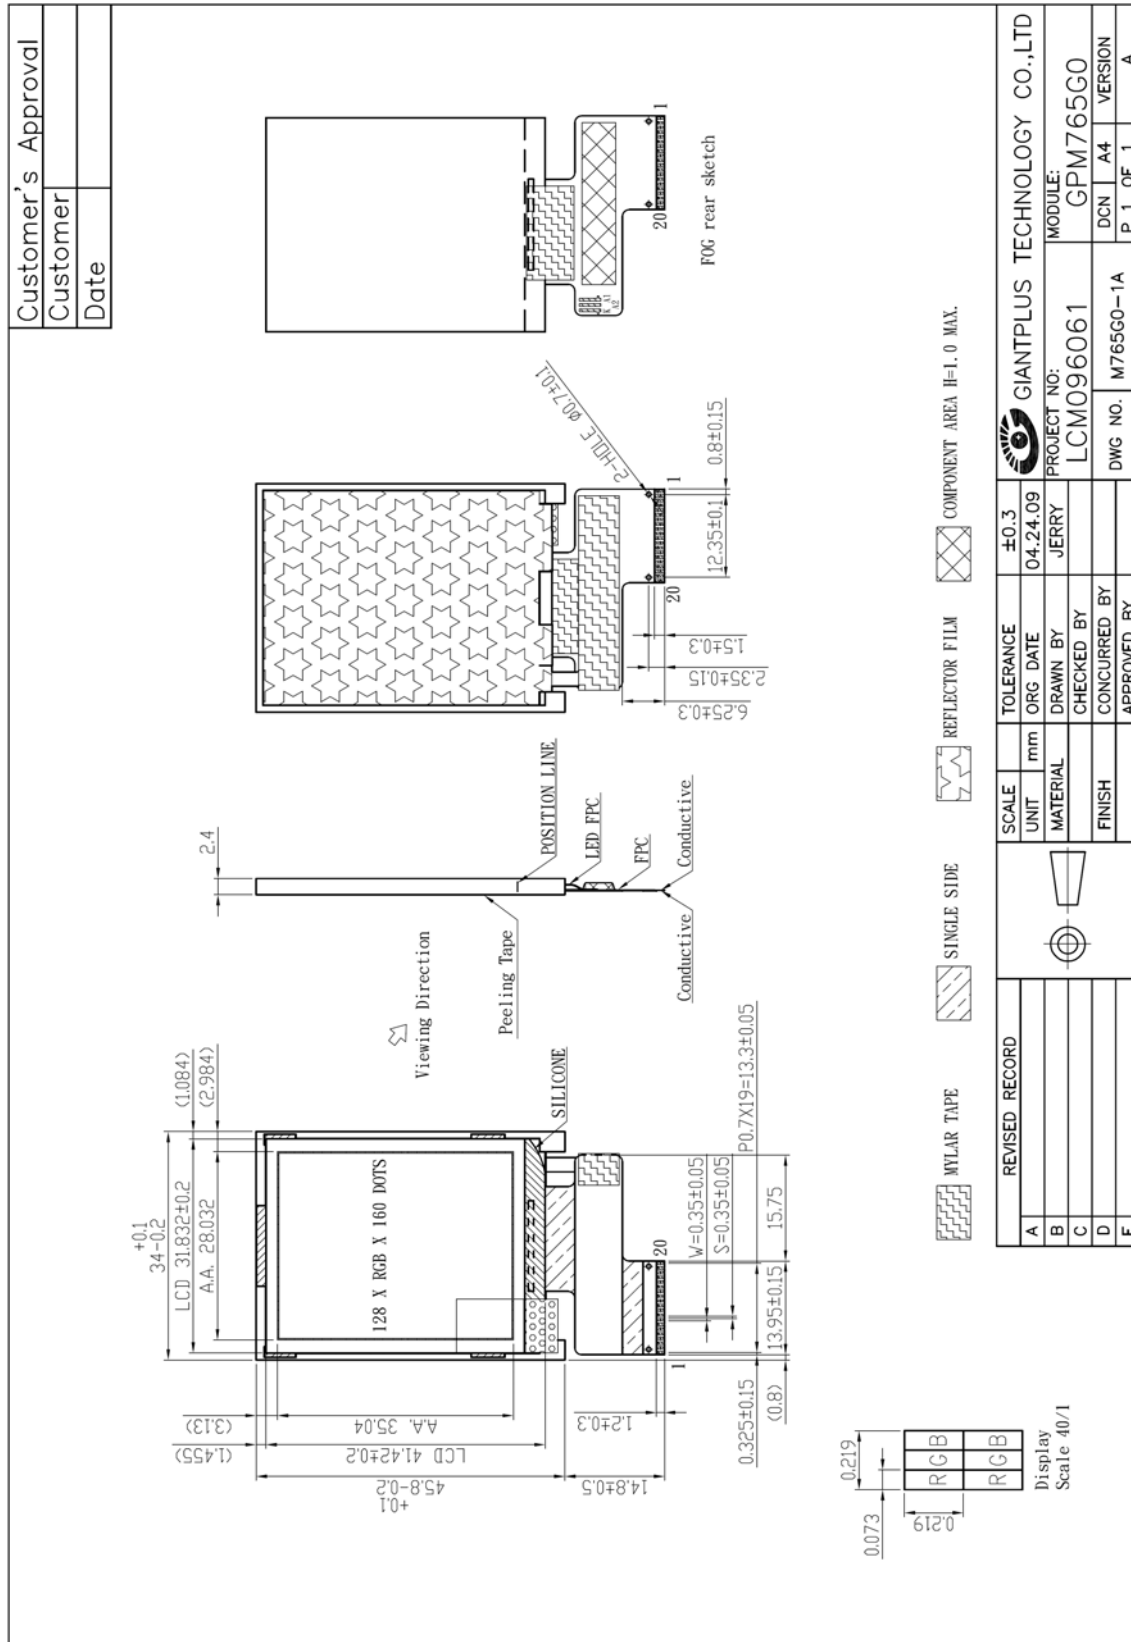 Customer's Approval
Customer
Date
34 +0.1 -0.2
LCD 31.832±0.2
A.A. 28.032
(1.084)
(2.984)
(3.13)
(1.455)
A.A. 35.04
LCD 41.42±0.2
45.8 +0.1 -0.2
14.8±0.5
1.2±0.3
128 X RGB X 160 DOTS
SILICONE
1
20
0.325±0.15
(0.8)
13.95±0.15
15.75
W=0.35±0.05
S=0.35±0.05
P0.7X19=13.3±0.05
Viewing Direction
2.4
Peeling Tape
POSITION LINE
LED FPC
FPC
Conductive
Conductive
6.25±0.3
2.35±0.15
1.5±0.3
20
1
12.35±0.1
0.8±0.15
2-HOLE Ø0.7±0.1
K A1
A2
20
1
FOG rear sketch
0.219
0.073
0.219
R G B
R G B
Display
Scale 40/1
MYLAR TAPE
SINGLE SIDE
REFLECTOR FILM
COMPONENT AREA H=1.0 MAX.
REVISED RECORD
A
B
C
D
SCALE
UNIT mm
MATERIAL
FINISH
TOLERANCE ±0.3
ORG DATE 04.24.09
DRAWN BY JERRY
CHECKED BY
CONCURRED BY
APPROVED BY
GIANTPLUS TECHNOLOGY CO.,LTD
PROJECT NO:
LCM096061
MODULE:
GPM765G0
DWG NO. M765G0-1A
DCN A4 VERSION
P 1 OF 1 A